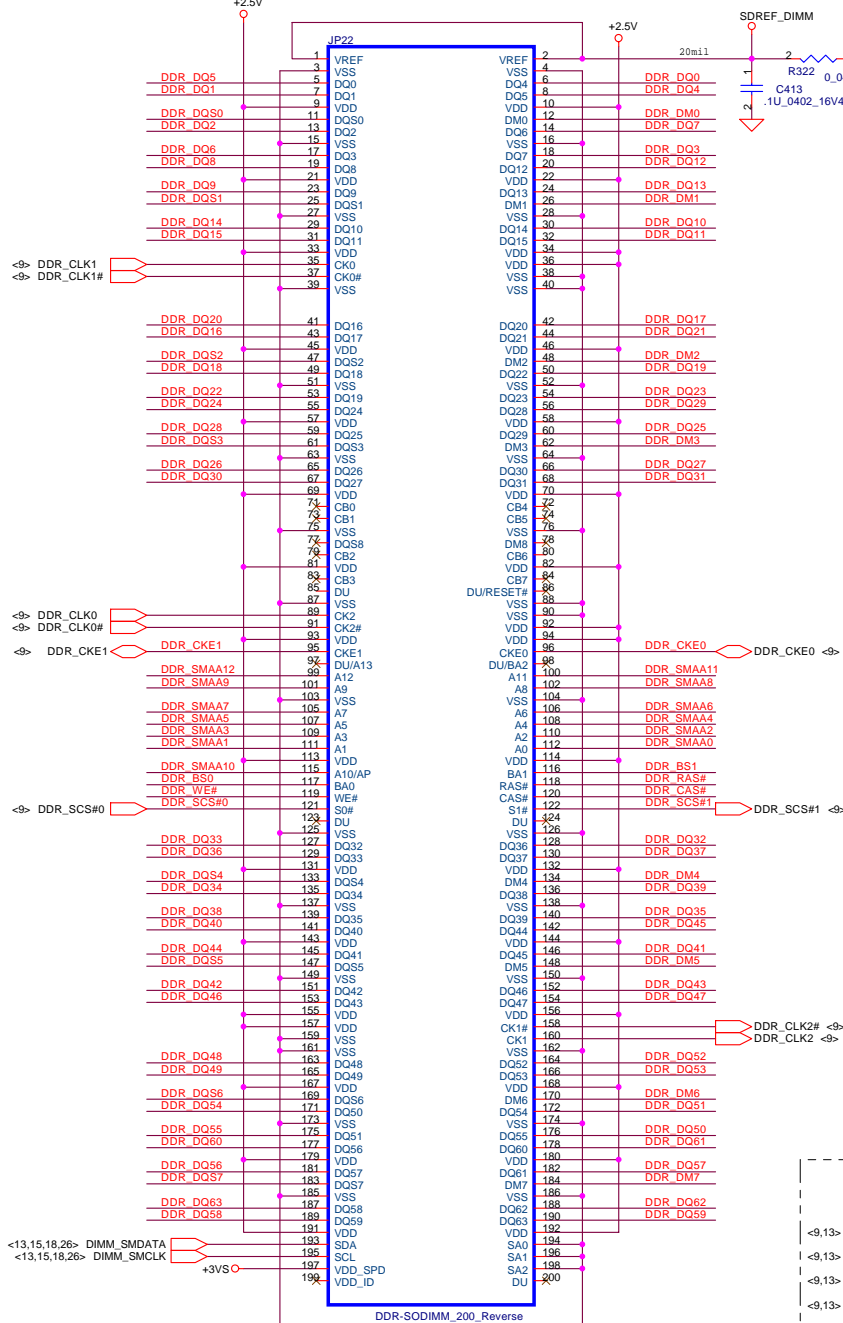 +2.5V
+2.5V
SDREF_DIMM
JP22
1 VREF VREF 2 20mil 2
3 VSS VSS 4 1 R322 0_0
DDR_DQ5 5 DQ0 DQ4 6 DDR_DQ0
DDR_DQ1 7 DQ1 DQ5 8 DDR_DQ4 C413
9 VDD VDD 10 2 .1U_0402_16V4
DDR_DQS0 11 DQS0 DM0 12 DDR_DM0
DDR_DQ2 13 DQ2 DQ6 14 DDR_DQ7
15 VSS VSS 16
DDR_DQ6 17 DQ3 DQ7 18 DDR_DQ3
DDR_DQ8 19 DQ8 DQ12 20 DDR_DQ12
21 VDD VDD 22
DDR_DQ9 23 DQ9 DQ13 24 DDR_DQ13
DDR_DQS1 25 DQS1 DM1 26 DDR_DM1
27 VSS VSS 28
DDR_DQ14 29 DQ10 DQ14 30 DDR_DQ10
DDR_DQ15 31 DQ11 DQ15 32 DDR_DQ11
33 VDD VDD 34
<9> DDR_CLK1 35 CK0 VDD 36
<9> DDR_CLK1# 37 CK0# VSS 38
39 VSS VSS 40
DDR_DQ20 41 DQ16 DQ20 42 DDR_DQ17
DDR_DQ16 43 DQ17 DQ21 44 DDR_DQ21
45 VDD VDD 46
DDR_DQS2 47 DQS2 DM2 48 DDR_DM2
DDR_DQ18 49 DQ18 DQ22 50 DDR_DQ19
51 VSS VSS 52
DDR_DQ22 53 DQ19 DQ23 54 DDR_DQ23
DDR_DQ24 55 DQ24 DQ28 56 DDR_DQ29
57 VDD VDD 58
DDR_DQ28 59 DQ25 DQ29 60 DDR_DQ25
DDR_DQS3 61 DQS3 DM3 62 DDR_DM3
63 VSS VSS 64
DDR_DQ26 65 DQ26 DQ30 66 DDR_DQ27
DDR_DQ30 67 DQ27 DQ31 68 DDR_DQ31
69 VDD VDD 70
71 CB0 CB4 72
73 CB1 CB5 74
75 VSS VSS 76
77 DQS8 DM8 78
79 CB2 CB6 80
81 VDD VDD 82
83 CB3 CB7 84
85 DU DU/RESET# 86
87 VSS VSS 88
<9> DDR_CLK0 89 CK2 VSS 90
<9> DDR_CLK0# 91 CK2# VDD 92
93 VDD VDD 94
<9> DDR_CKE1 DDR_CKE1 95 CKE1 CKE0 96 DDR_CKE0 DDR_CKE0 <9>
97 DU/A13 DU/BA2 98
DDR_SMAA12 99 A12 A11 100 DDR_SMAA11
DDR_SMAA9 101 A9 A8 102 DDR_SMAA8
103 VSS VSS 104
DDR_SMAA7 105 A7 A6 106 DDR_SMAA6
DDR_SMAA5 107 A5 A4 108 DDR_SMAA4
DDR_SMAA3 109 A3 A2 110 DDR_SMAA2
DDR_SMAA1 111 A1 A0 112 DDR_SMAA0
113 VDD VDD 114
DDR_SMAA10 115 A10/AP BA1 116 DDR_BS1
DDR_BS0 117 BA0 RAS# 118 DDR_RAS#
DDR_WE# 119 WE# CAS# 120 DDR_CAS#
<9> DDR_SCS#0 DDR_SCS#0 121 S0# S1# 122 DDR_SCS#1 DDR_SCS#1 <9>
123 DU DU 124
125 VSS VSS 126
DDR_DQ33 127 DQ32 DQ36 128 DDR_DQ32
DDR_DQ36 129 DQ33 DQ37 130 DDR_DQ37
131 VDD VDD 132
DDR_DQS4 133 DQS4 DM4 134 DDR_DM4
DDR_DQ34 135 DQ34 DQ38 136 DDR_DQ39
137 VSS VSS 138
DDR_DQ38 139 DQ35 DQ39 140 DDR_DQ35
DDR_DQ40 141 DQ40 DQ44 142 DDR_DQ45
143 VDD VDD 144
DDR_DQ44 145 DQ41 DQ45 146 DDR_DQ41
DDR_DQS5 147 DQS5 DM5 148 DDR_DM5
149 VSS VSS 150
DDR_DQ42 151 DQ42 DQ46 152 DDR_DQ43
DDR_DQ46 153 DQ43 DQ47 154 DDR_DQ47
155 VDD VDD 156
157 VDD CK1# 158 DDR_CLK2# <9>
159 VSS CK1 160 DDR_CLK2 <9>
161 VSS VSS 162
DDR_DQ48 163 DQ48 DQ52 164 DDR_DQ52
DDR_DQ49 165 DQ49 DQ53 166 DDR_DQ53
167 VDD VDD 168
DDR_DQS6 169 DQS6 DM6 170 DDR_DM6
DDR_DQ54 171 DQ50 DQ54 172 DDR_DQ51
173 VSS VSS 174
DDR_DQ55 175 DQ51 DQ55 176 DDR_DQ50
DDR_DQ60 177 DQ56 DQ60 178 DDR_DQ61
179 VDD VDD 180
DDR_DQ56 181 DQ57 DQ61 182 DDR_DQ57
DDR_DQS7 183 DQS7 DM7 184 DDR_DM7
185 VSS VSS 186
DDR_DQ63 187 DQ58 DQ62 188 DDR_DQ62
DDR_DQ58 189 DQ59 DQ63 190 DDR_DQ59
191 VDD VDD 192 <9,13>
<13,15,18,26> DIMM_SMDATA 193 SDA SA0 194
<13,15,18,26> DIMM_SMCLK 195 SCL SA1 196 <9,13>
+3VS 197 VDD_SPD SA2 198 <9,13>
199 VDD_ID DU 200
<9,13>
DDR-SODIMM_200_Reverse